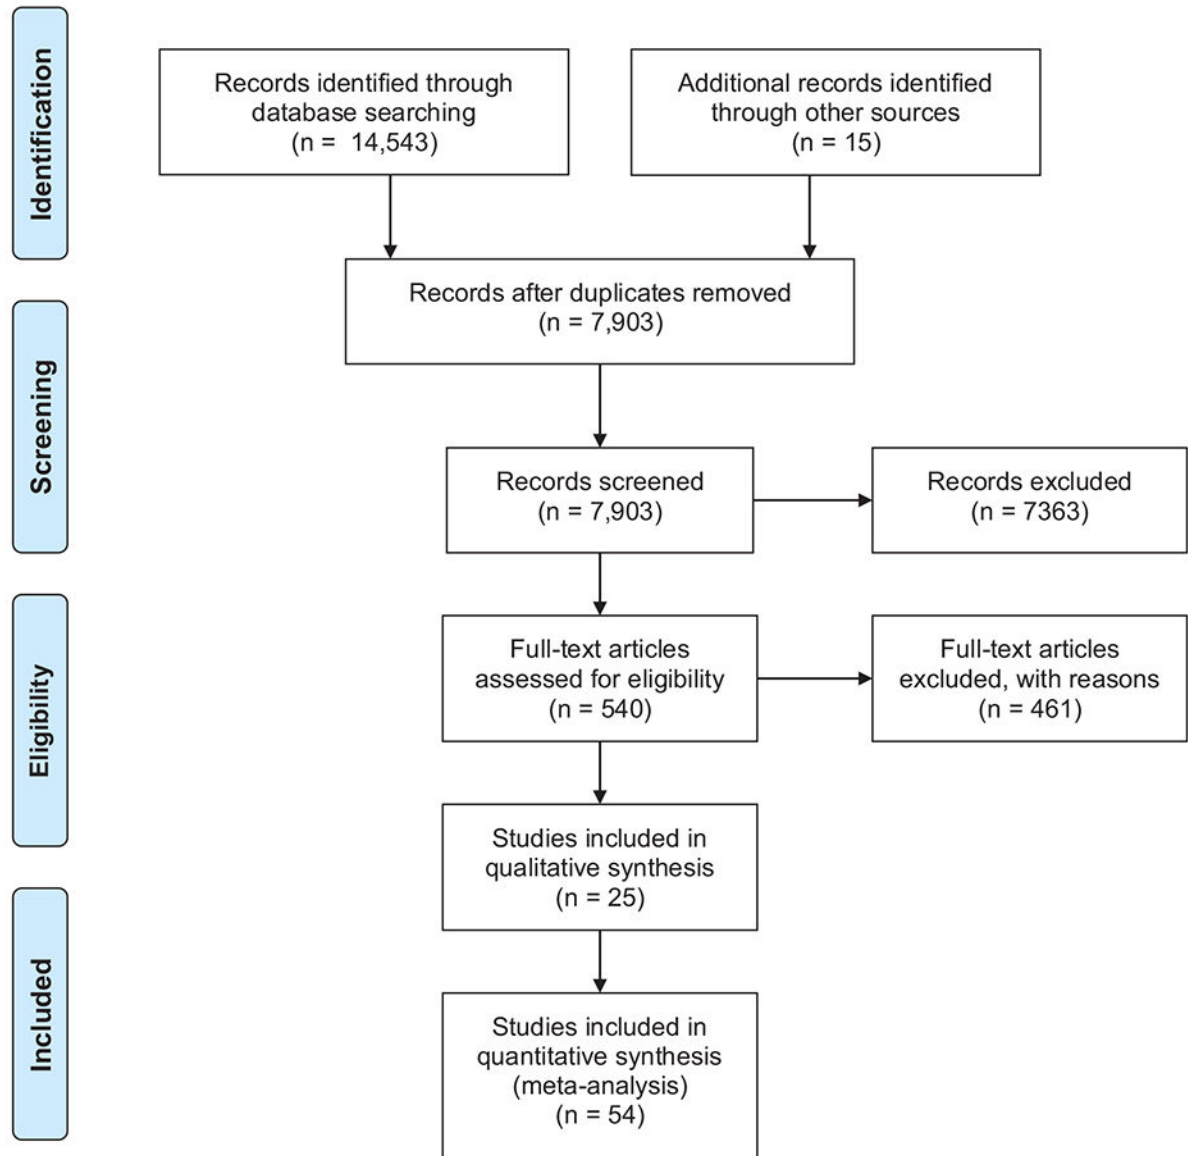 Identification
Records identified through
database searching
(n =  14,543)
Additional records identified
through other sources
(n = 15)
Records after duplicates removed
(n = 7,903)
Screening
Records screened
(n = 7,903)
Records excluded
(n = 7363)
Eligibility
Full-text articles
assessed for eligibility
(n = 540)
Full-text articles
excluded, with reasons
(n = 461)
Studies included in
qualitative synthesis
(n = 25)
Included
Studies included in
quantitative synthesis
(meta-analysis)
(n = 54)